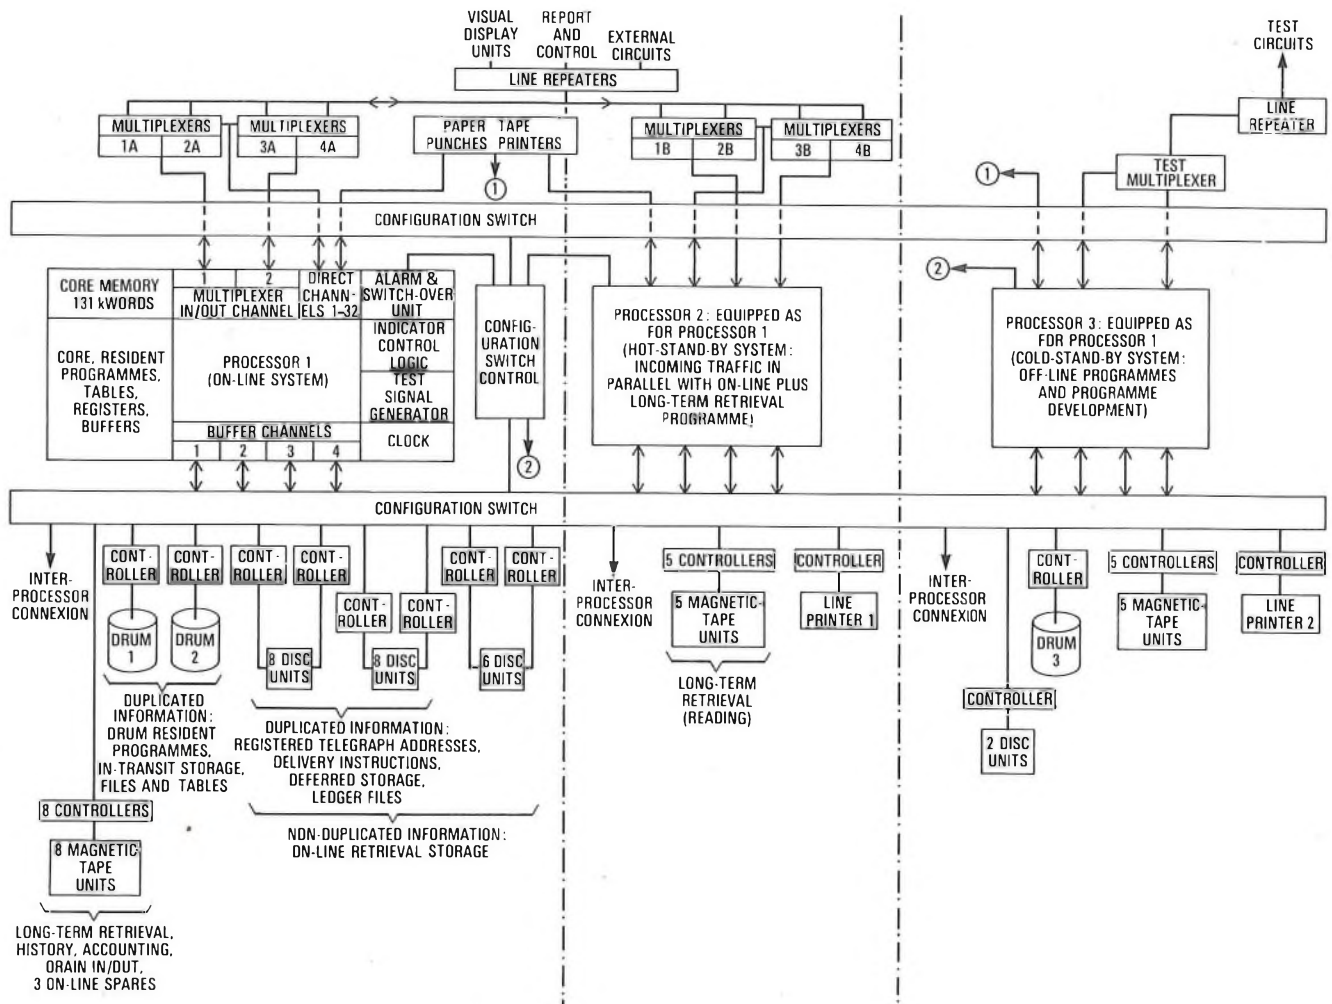 VISUAL
DISPLAY
UNITS
REPORT
AND
CONTROL
EXTERNAL
CIRCUITS
LINE REPEATERS
TEST
CIRCUITS
LINE
REPEATER
MULTIPLEXERS
1A 2A
MULTIPLEXERS
3A 4A
PAPER TAPE
PUNCHES PRINTERS
MULTIPLEXERS
1B 2B
MULTIPLEXERS
3B 4B
TEST
MULTIPLEXER
1
1
CONFIGURATION SWITCH
CORE MEMORY
131 kWORDS
1 2
MULTIPLEXER
IN/OUT CHANNEL
DIRECT
CHANN-
ELS 1-32
ALARM &
SWITCH-OVER
UNIT
CORE, RESIDENT
PROGRAMMES,
TABLES,
REGISTERS,
BUFFERS
PROCESSOR 1
(ON-LINE SYSTEM)
INDICATOR
CONTROL
LOGIC
TEST
SIGNAL
GENERATOR
CLOCK
BUFFER CHANNELS
1 2 3 4
CONFIG-
URATION
SWITCH
CONTROL
2
PROCESSOR 2: EQUIPPED AS
FOR PROCESSOR 1
(HOT-STAND-BY SYSTEM:
INCOMING TRAFFIC IN
PARALLEL WITH ON-LINE PLUS
LONG-TERM RETRIEVAL
PROGRAMME)
2
PROCESSOR 3: EQUIPPED AS
FOR PROCESSOR 1
(COLD-STAND-BY SYSTEM:
OFF-LINE PROGRAMMES
AND PROGRAMME
DEVELOPMENT)
CONFIGURATION SWITCH
INTER-
PROCESSOR
CONNEXION
CONT-
ROLLER
CONT-
ROLLER
CONT-
ROLLER
CONT-
ROLLER
CONT-
ROLLER
CONT-
ROLLER
CONT-
ROLLER
CONT-
ROLLER
DRUM
1
DRUM
2
8 DISC
UNITS
8 DISC
UNITS
6 DISC
UNITS
DUPLICATED
INFORMATION:
DRUM RESIDENT
PROGRAMMES,
IN-TRANSIT STORAGE,
FILES AND TABLES
DUPLICATED INFORMATION:
REGISTERED TELEGRAPH ADDRESSES,
DELIVERY INSTRUCTIONS,
DEFERRED STORAGE,
LEDGER FILES
NDN-DUPLICATED INFORMATION:
DN-LINE RETRIEVAL STORAGE
8 CONTROLLERS
8 MAGNETIC-
TAPE
UNITS
LONG-TERM RETRIEVAL,
HISTORY, ACCOUNTING,
ORAIN IN/DUT,
3 ON-LINE SPARES
INTER-
PROCESSOR
CONNEXION
5 CONTROLLERS
5 MAGNETIC-
TAPE
UNITS
LONG-TERM
RETRIEVAL
(READING)
CONTROLLER
LINE
PRINTER 1
INTER-
PROCESSOR
CONNEXION
CONTROLLER
2 DISC
UNITS
CONT-
ROLLER
DRUM
3
5 CONTROLLERS
5 MAGNETIC-
TAPE
UNITS
CONTROLLER
LINE
PRINTER 2